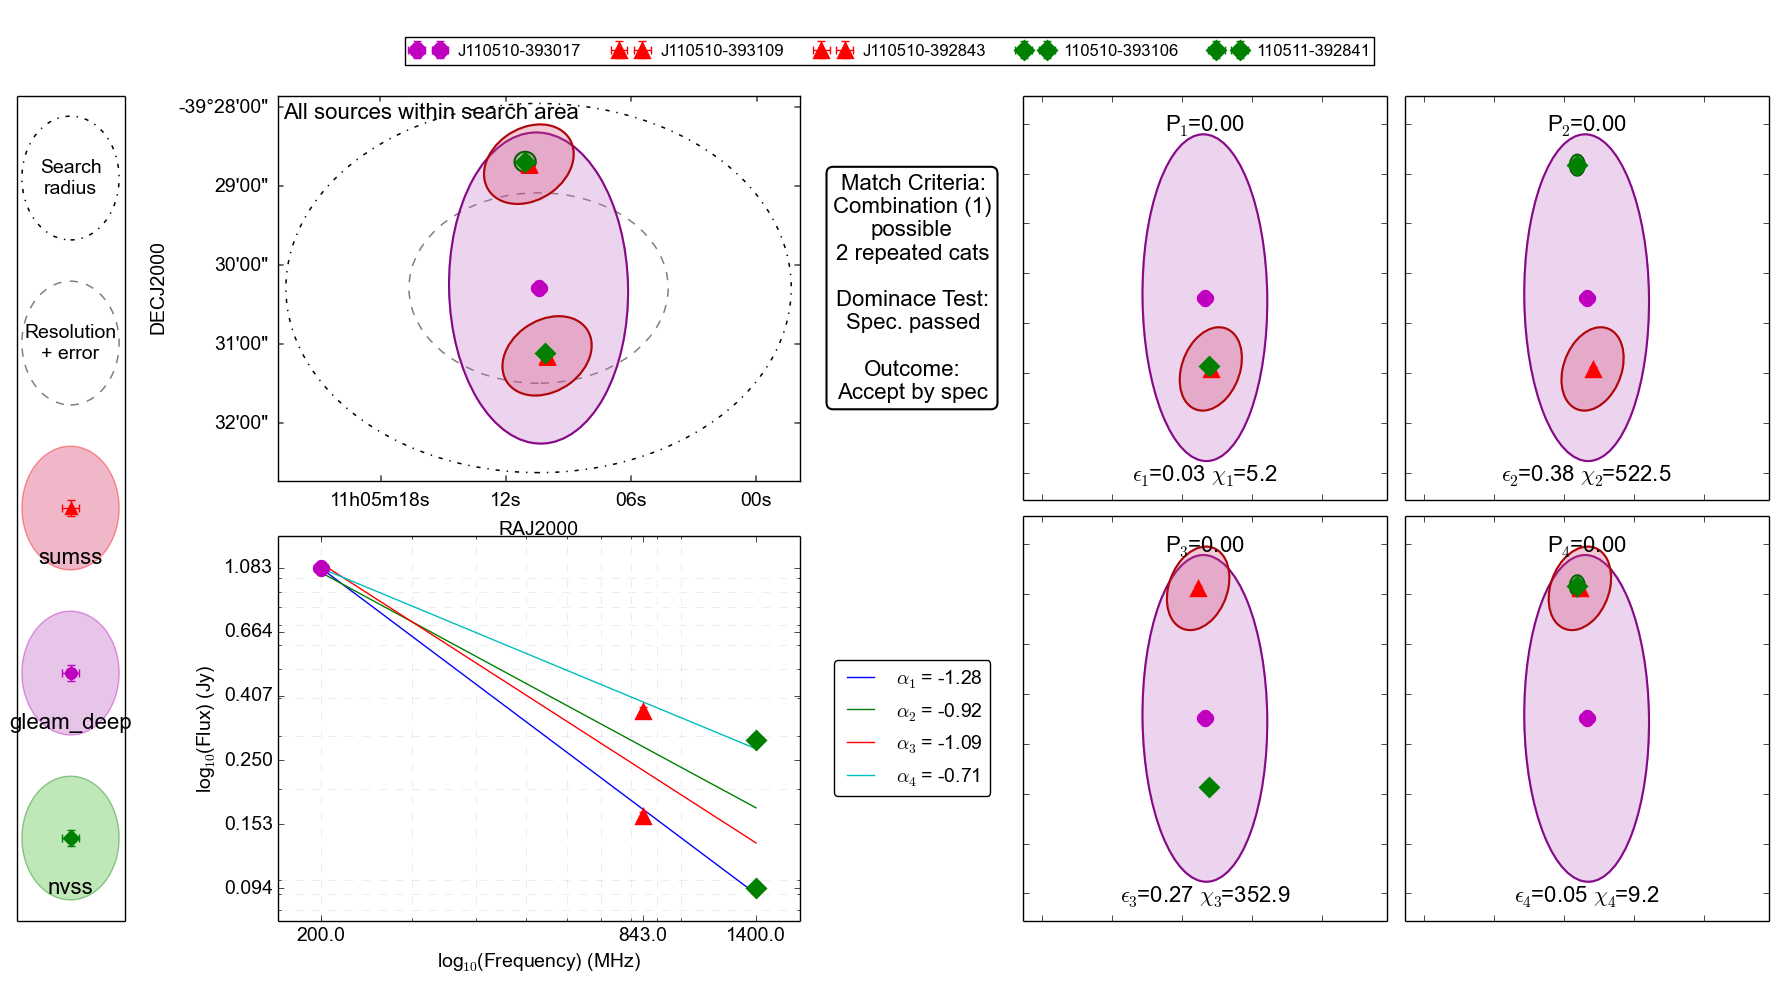 J110510-393017 J110510-393109 J110510-392843 110510-393106 110511-392841
Search
radius
Resolution
+ error
sumss
gleam_deep
nvss
All sources within search area
-39°28'00"
29'00"
30'00"
31'00"
32'00"
DECJ2000
11h05m18s 12s 06s 00s
RAJ2000
Match Criteria:
Combination (1)
possible
2 repeated cats
Dominace Test:
Spec. passed
Outcome:
Accept by spec
P₁=0.00
ϵ₁=0.03 χ₁=5.2
P₂=0.00
ϵ₂=0.38 χ₂=522.5
1.083
0.664
0.407
0.250
0.153
0.094
log₁₀(Flux) (Jy)
200.0 843.0 1400.0
log₁₀(Frequency) (MHz)
α₁ = -1.28
α₂ = -0.92
α₃ = -1.09
α₄ = -0.71
P₃=0.00
ϵ₃=0.27 χ₃=352.9
P₄=0.00
ϵ₄=0.05 χ₄=9.2